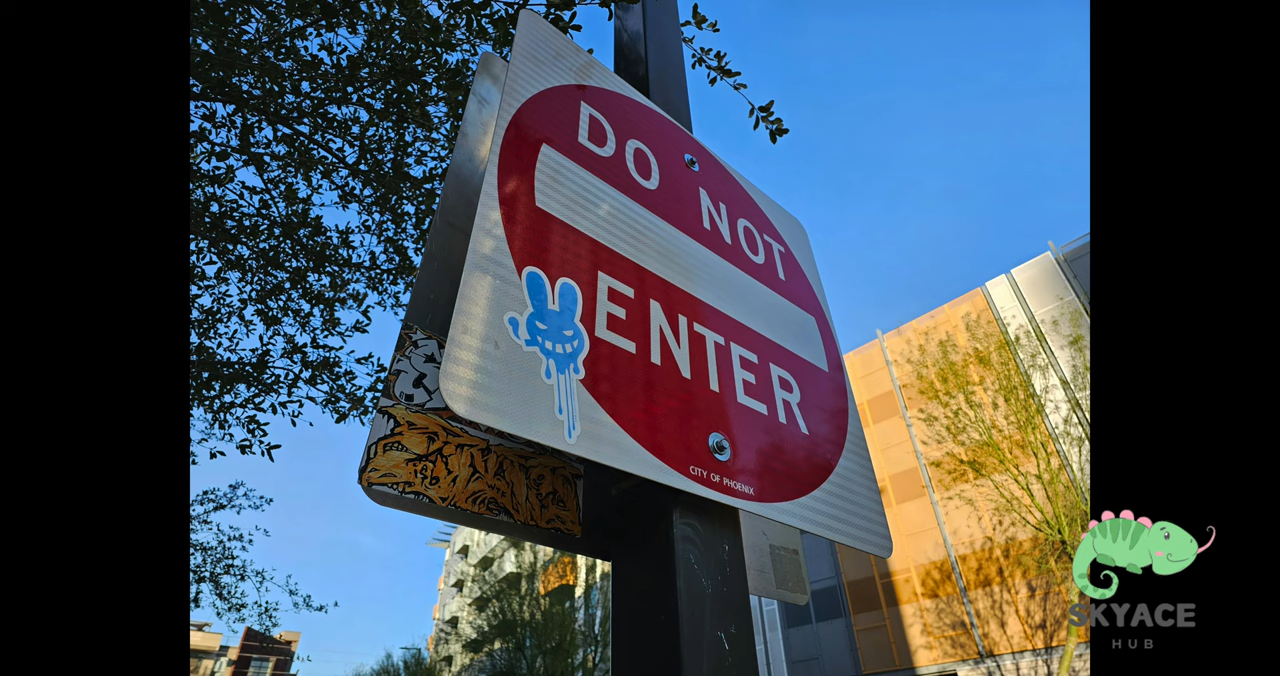 DO NOT
ENTER
CITY OF PHOENIX
SKYACE
HUB